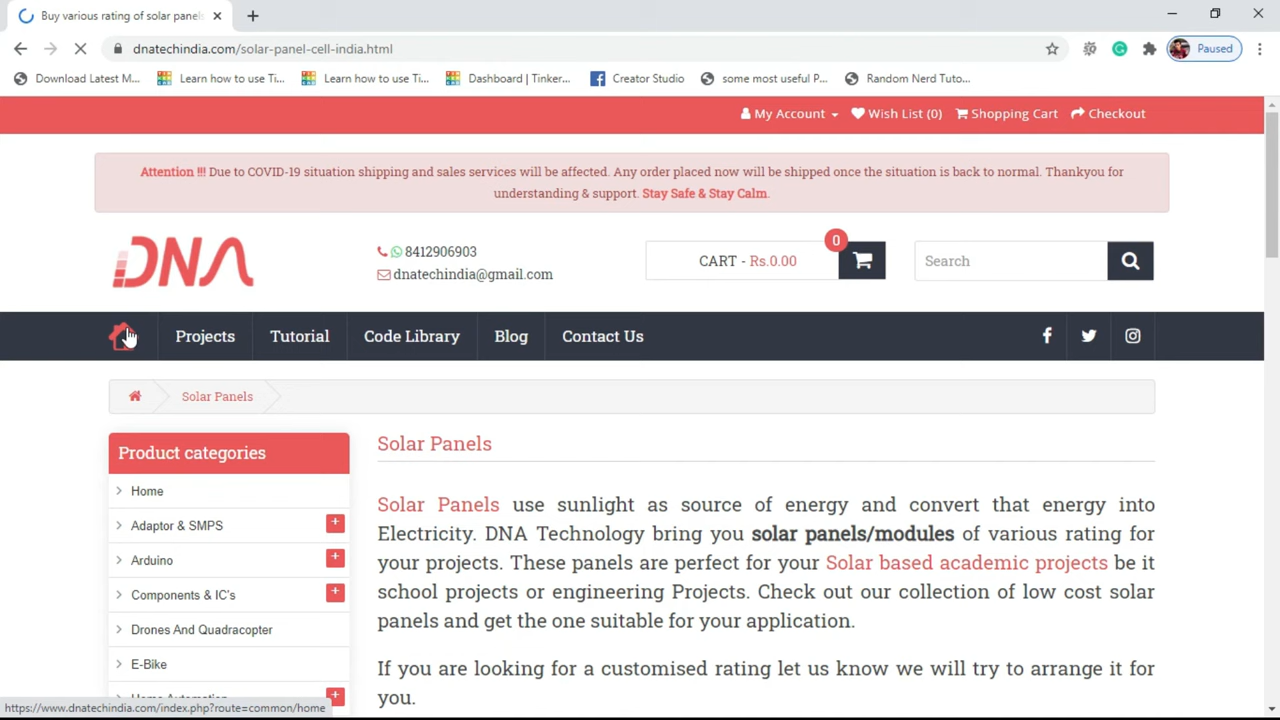 Buy various rating of solar panels
dnatechindia.com/solar-panel-cell-india.html
Paused
Download Latest M...
Learn how to use Ti...
Learn how to use Ti...
Dashboard | Tinker...
Creator Studio
some most useful P...
Random Nerd Tuto...
My Account
Wish List (0)
Shopping Cart
Checkout
Attention !!! Due to COVID-19 situation shipping and sales services will be affected. Any order placed now will be shipped once the situation is back to normal. Thankyou for
understanding & support. Stay Safe & Stay Calm.
DNA
8412906903
dnatechindia@gmail.com
CART - Rs.0.00
0
Search
Projects
Tutorial
Code Library
Blog
Contact Us
Solar Panels
Product categories
Home
Adaptor & SMPS
+
Arduino
+
Components & IC's
+
Drones And Quadracopter
E-Bike
Home Automation
+
Solar Panels
Solar Panels use sunlight as source of energy and convert that energy into
Electricity. DNA Technology bring you solar panels/modules of various rating for
your projects. These panels are perfect for your Solar based academic projects be it
school projects or engineering Projects. Check out our collection of low cost solar
panels and get the one suitable for your application.
If you are looking for a customised rating let us know we will try to arrange it for
you.
https://www.dnatechindia.com/index.php?route=common/home